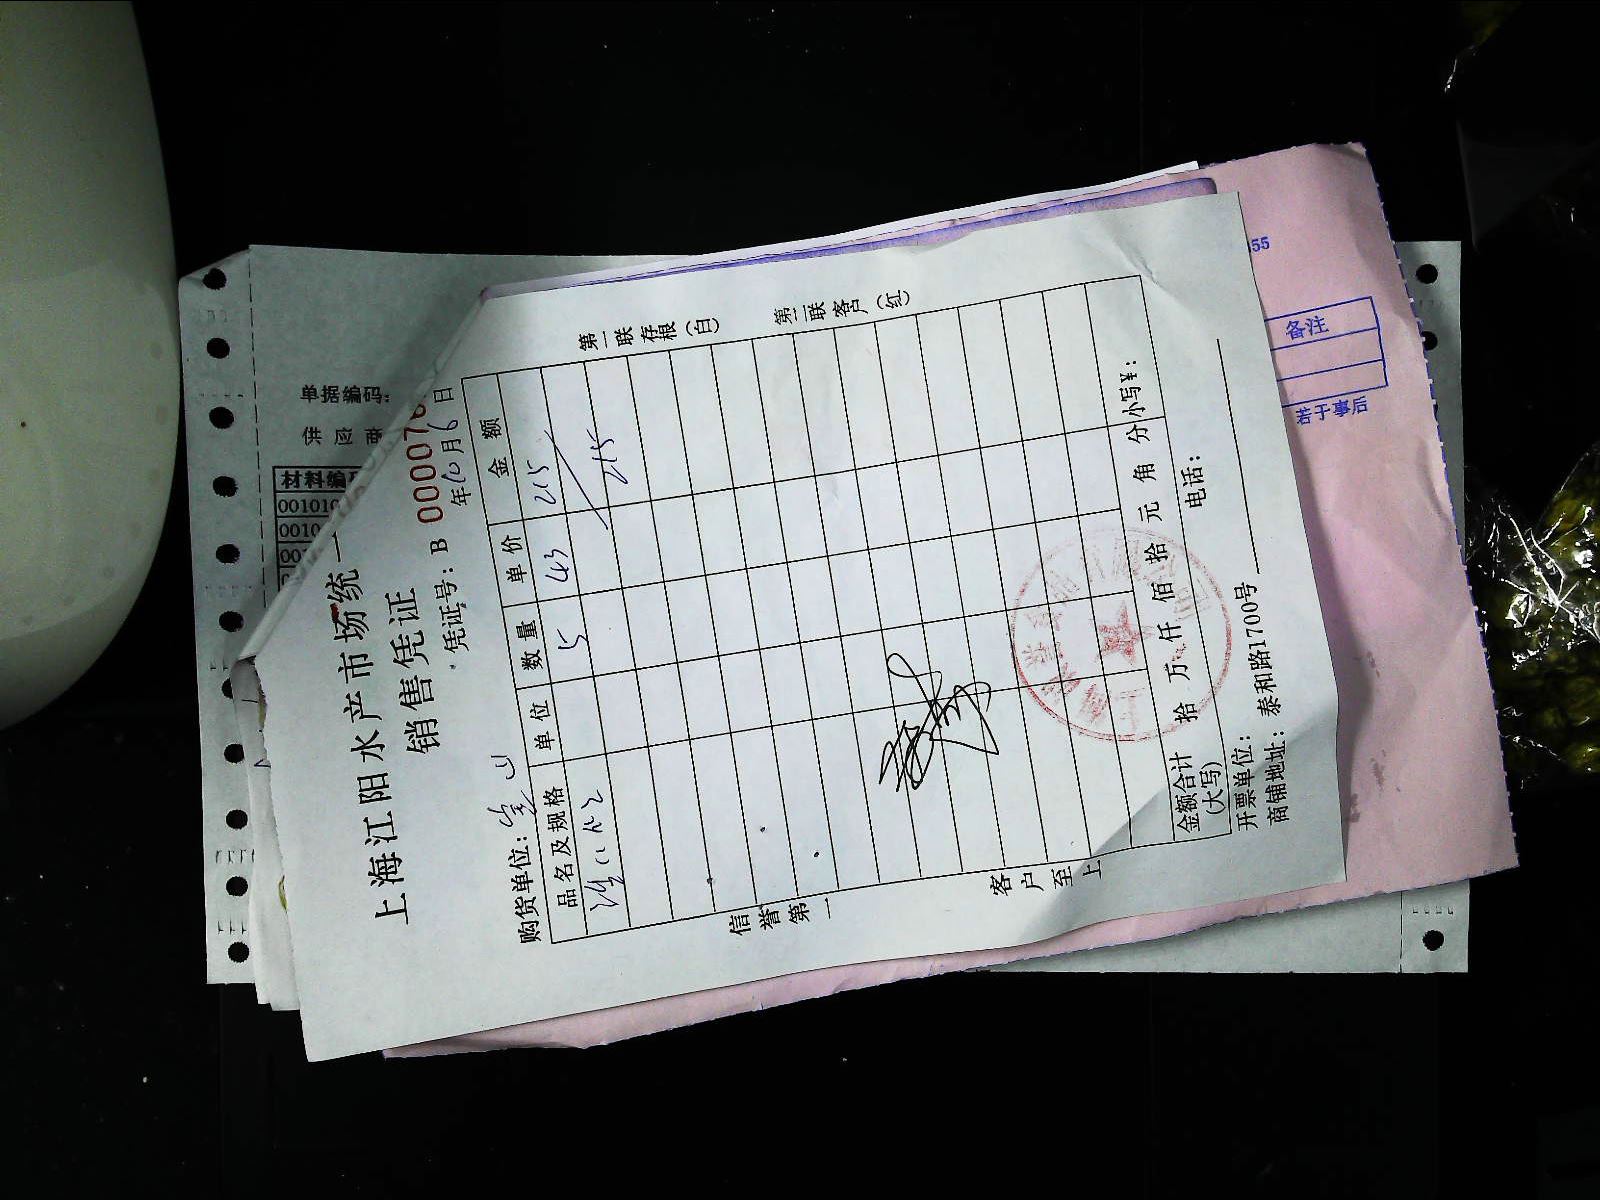 上海江阳水产市场统一
销售凭证
凭证号：B 000076
年 10 月 6 日
购货单位：
品名及规格 单位 数量 单价 金额
5 43 215
215
第一联存根（白）
第二联客户（红）
信誉第一
客户至上
金额合计（大写） 拾 万 仟 佰 拾 元 角 分 小写¥：
开票单位： 电话：
商铺地址：泰和路1700号
单据编码：
供应商
材料编
00101
0010
55
备注
若于事后